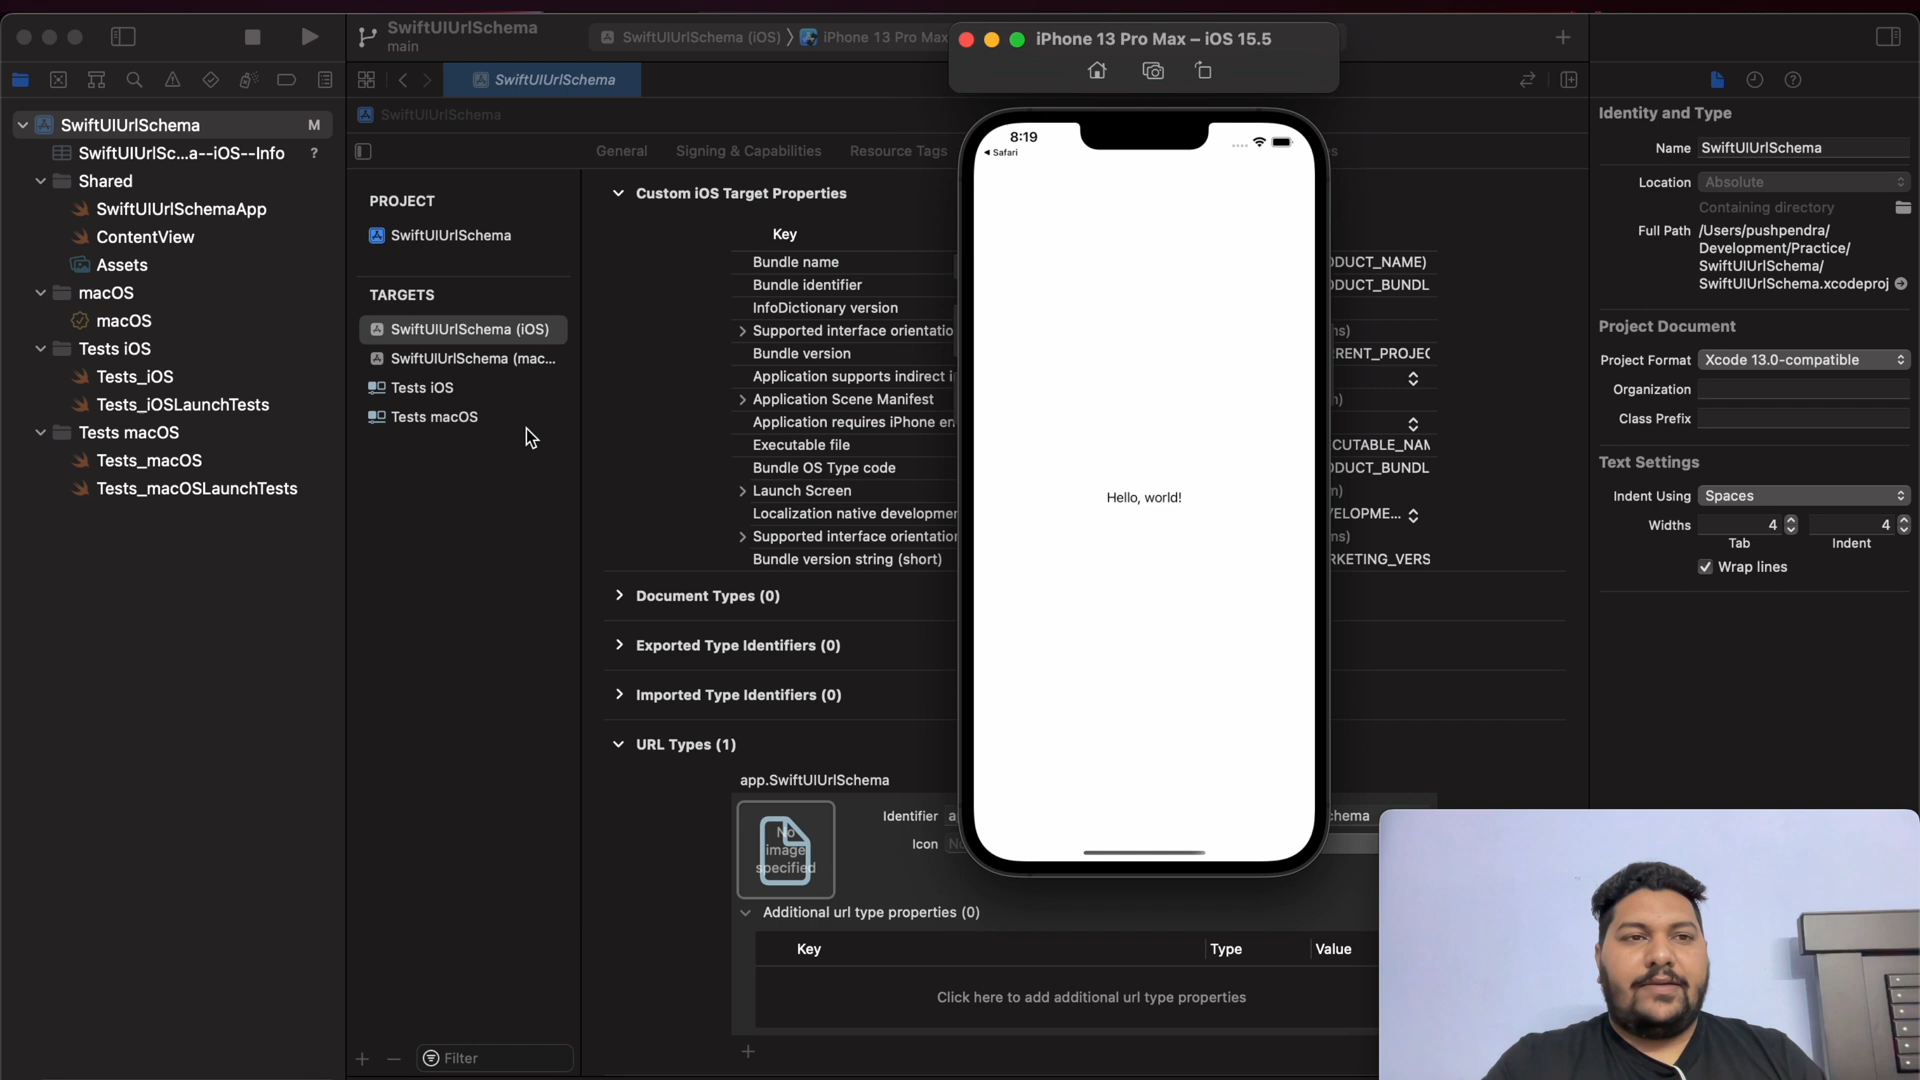 SwiftUIUrlSchema
main
SwiftUIUrlSchema (iOS)
iPhone 13 Pro Max
iPhone 13 Pro Max – iOS 15.5
SwiftUIUrlSchema
SwiftUIUrlSchema
M
SwiftUIUrlSc...a--iOS--Info
?
Shared
SwiftUIUrlSchemaApp
ContentView
Assets
macOS
macOS
Tests iOS
Tests_iOS
Tests_iOSLaunchTests
Tests macOS
Tests_macOS
Tests_macOSLaunchTests
SwiftUIUrlSchema
General
Signing & Capabilities
Resource Tags
PROJECT
SwiftUIUrlSchema
TARGETS
SwiftUIUrlSchema (iOS)
SwiftUIUrlSchema (mac...
Tests iOS
Tests macOS
Filter
Custom iOS Target Properties
Key
Bundle name
DUCT_NAME)
Bundle identifier
DUCT_BUNDL
InfoDictionary version
Supported interface orientatio
Bundle version
RENT_PROJEC
Application supports indirect i
Application Scene Manifest
Application requires iPhone en
Executable file
CUTABLE_NAM
Bundle OS Type code
DUCT_BUNDL
Launch Screen
Localization native developmer
ELOPME...
Supported interface orientatio
Bundle version string (short)
RKETING_VERS
Document Types (0)
Exported Type Identifiers (0)
Imported Type Identifiers (0)
URL Types (1)
app.SwiftUIUrlSchema
No
image
specified
Identifier
a
chema
Icon
No
Additional url type properties (0)
Key
Type
Value
Click here to add additional url type properties
8:19
Safari
Hello, world!
Identity and Type
Name
SwiftUIUrlSchema
Location
Absolute
Containing directory
Full Path
/Users/pushpendra/
Development/Practice/
SwiftUIUrlSchema/
SwiftUIUrlSchema.xcodeproj
Project Document
Project Format
Xcode 13.0-compatible
Organization
Class Prefix
Text Settings
Indent Using
Spaces
Widths
4
4
Tab
Indent
Wrap lines